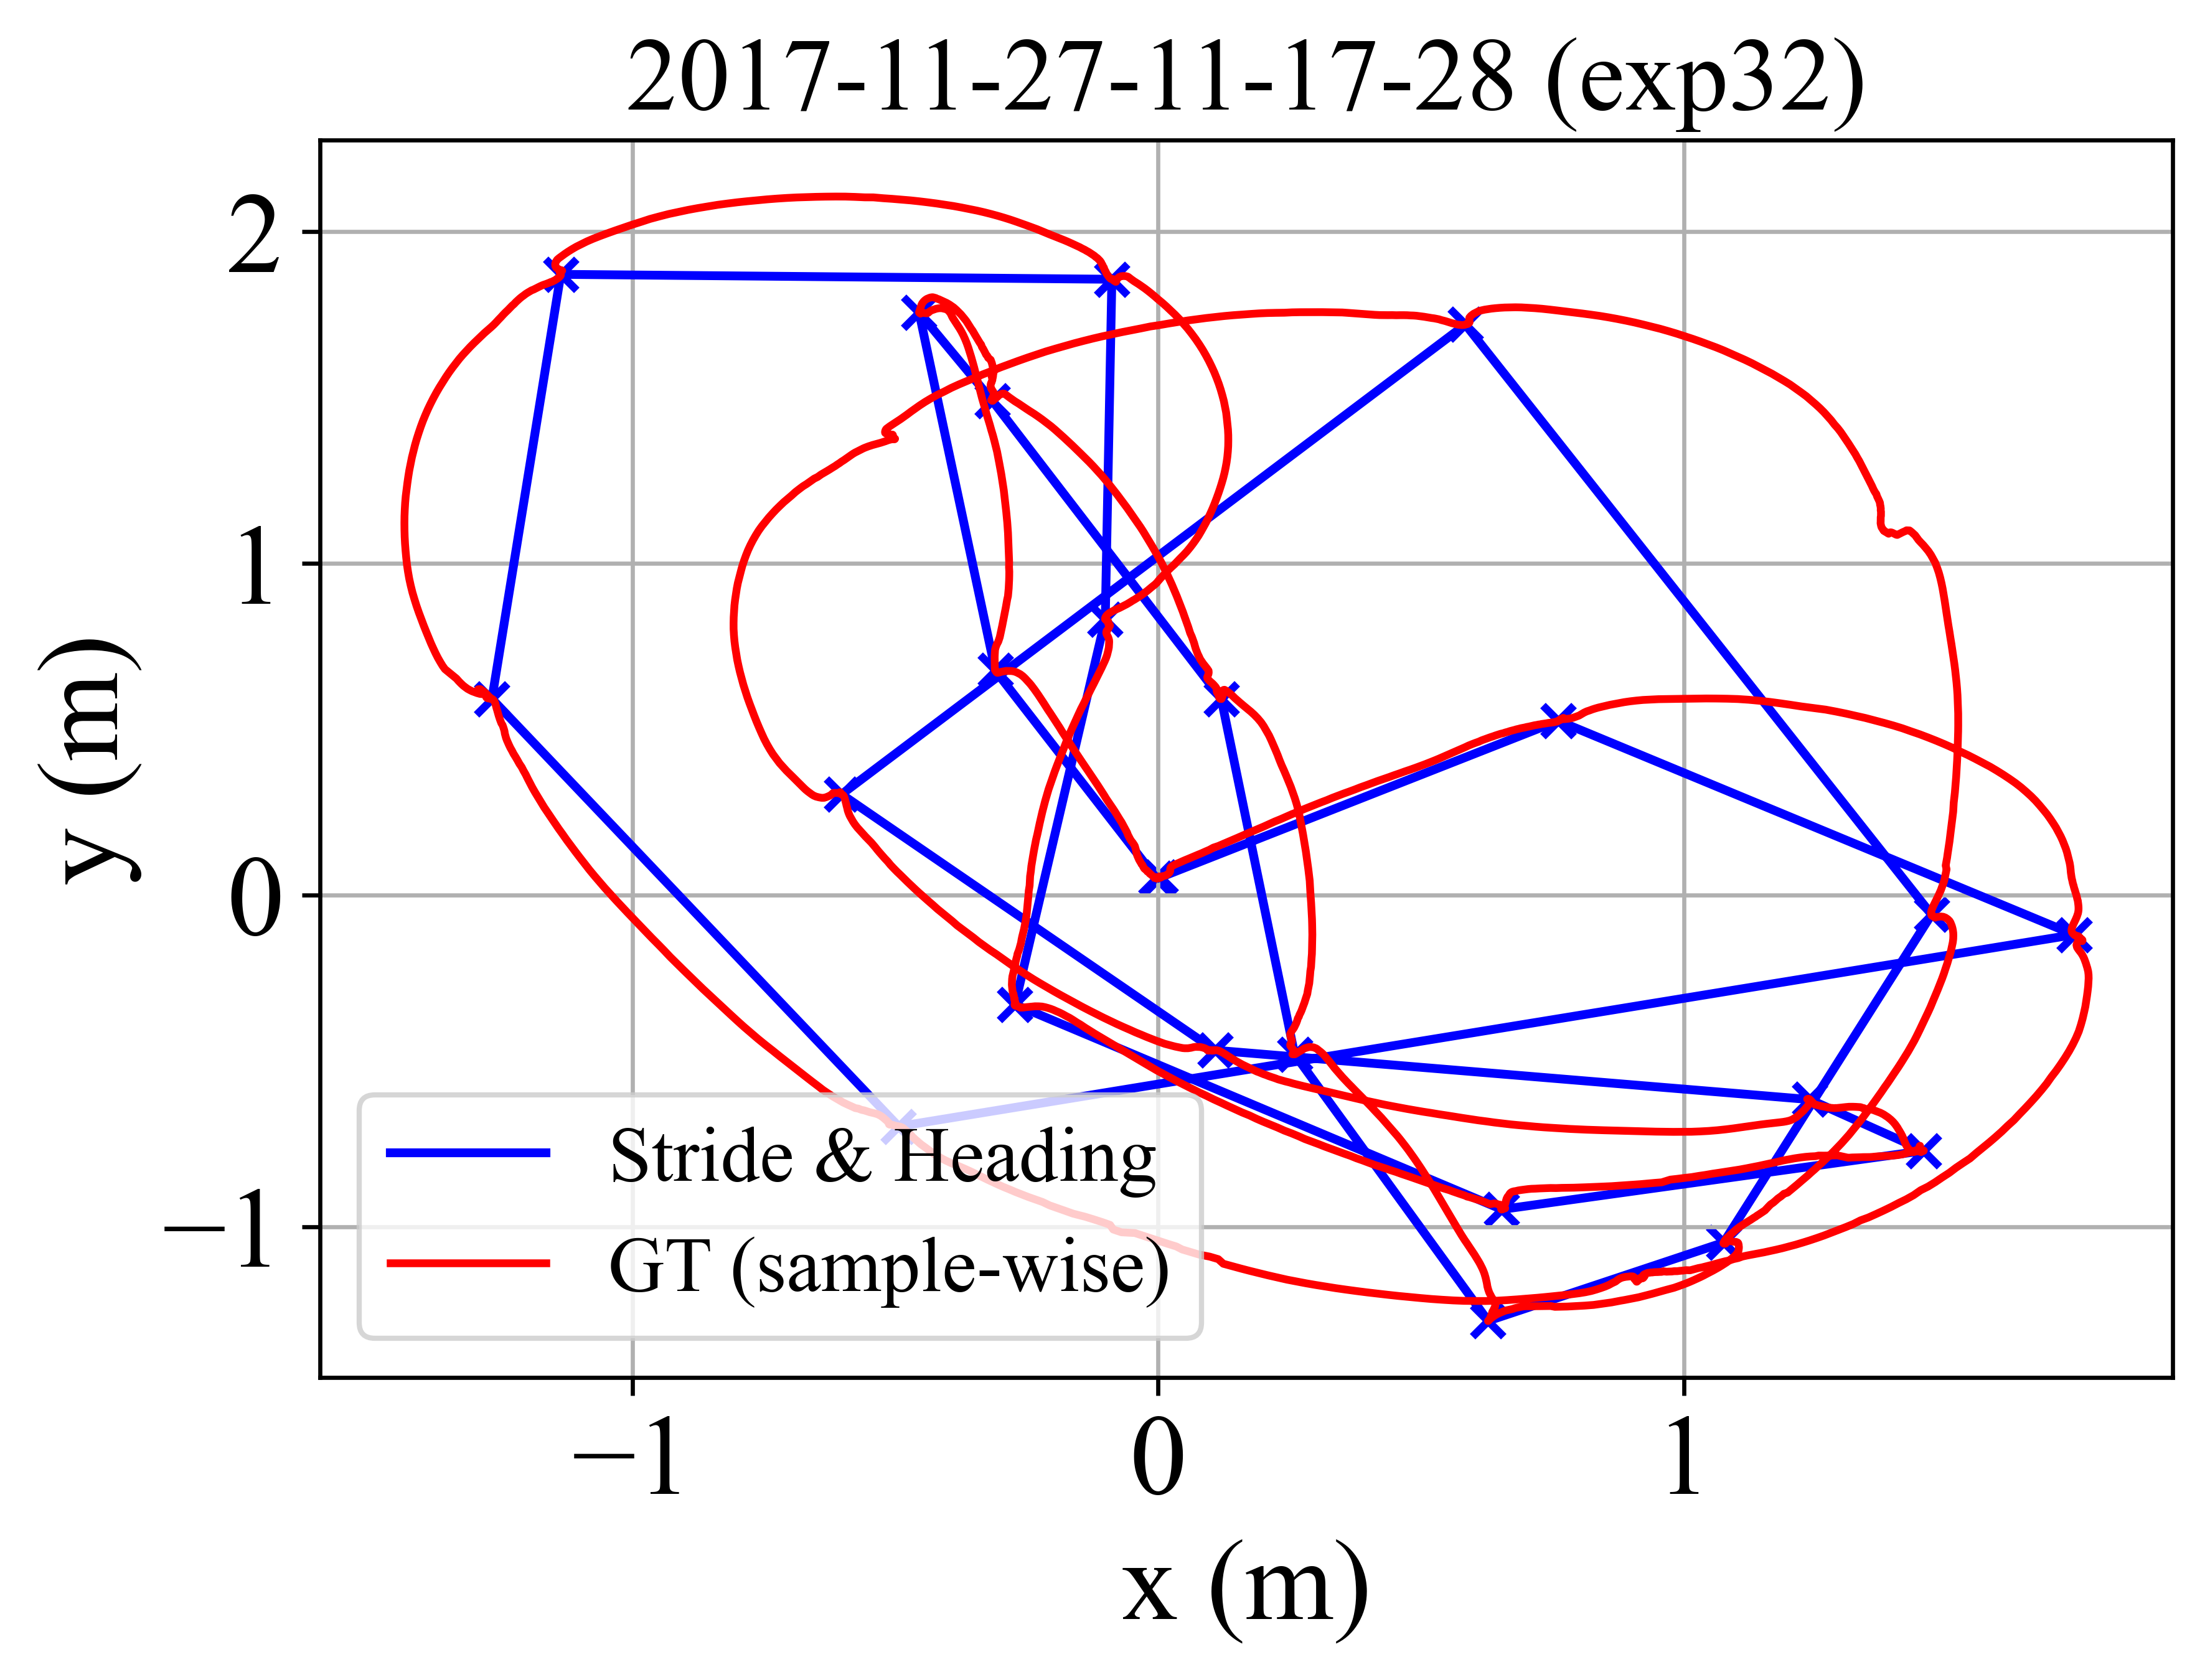 2017-11-27-11-17-28 (exp32)
2
1
0
−1
y (m)
Stride & Heading
GT (sample-wise)
−1
0
1
x (m)